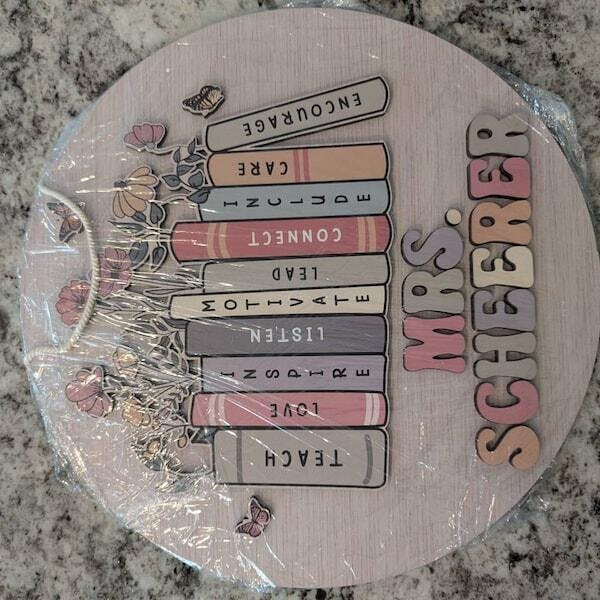 TEACH
LOVE
INSPIRE
LISTEN
MOTIVATE
LEAD
CONNECT
INCLUDE
CARE
ENCOURAGE
MRS.
SCHEERER